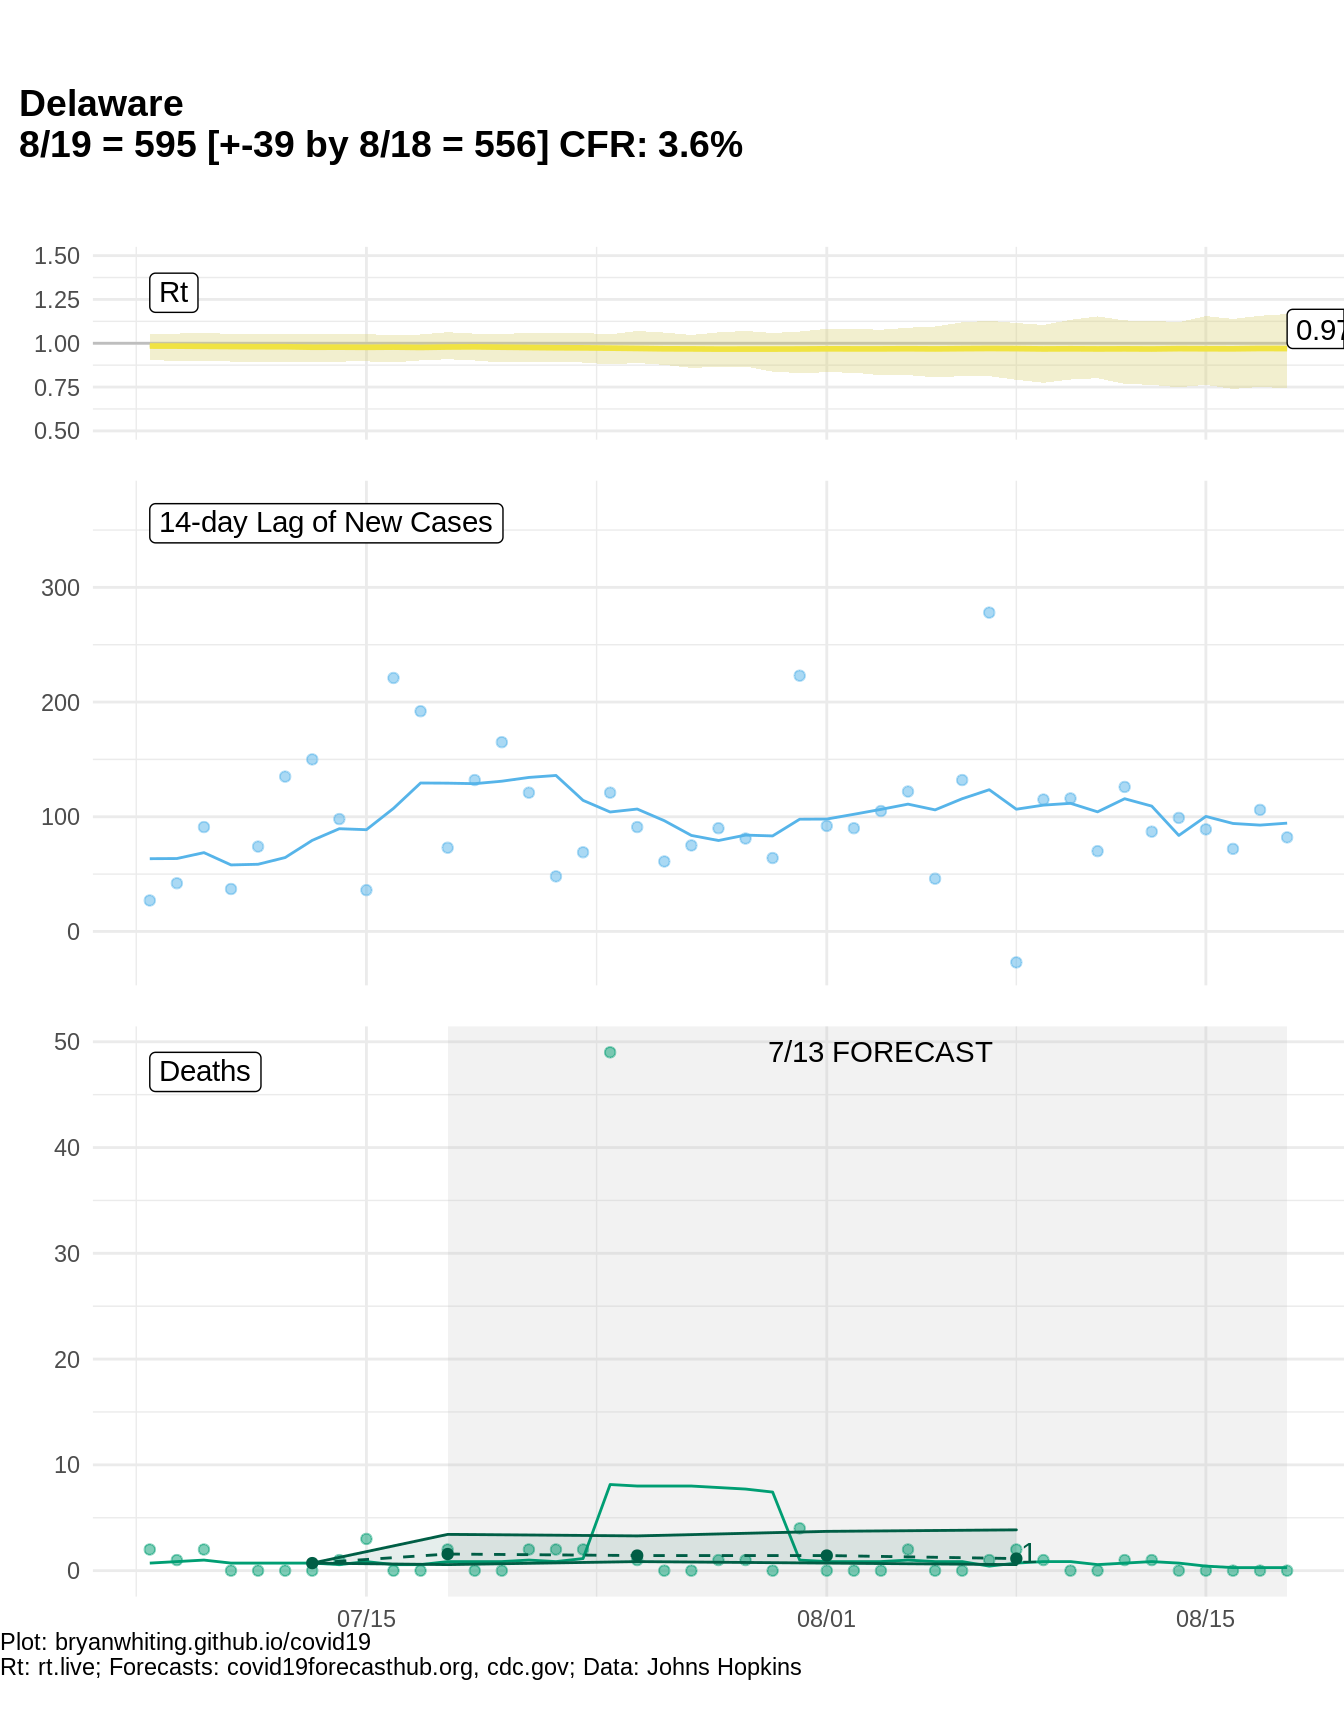 Delaware
8/19 = 595 [+-39 by 8/18 = 556] CFR: 3.6%
1.50
Rt
1.25
0.97
1.00
0.75
0.50
14-day Lag of New Cases
300
200
100
0
50
7/13 FORECAST
Deaths
40
30
20
10
1
0
07/15 08/01 08/15
Plot: bryanwhiting.github.io/covid19
Rt: rt.live; Forecasts: covid19forecasthub.org, cdc.gov; Data: Johns Hopkins